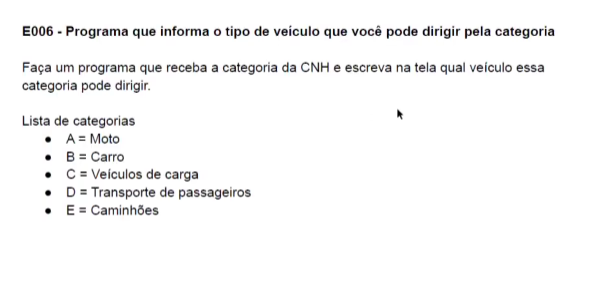 E006 - Programa que informa o tipo de veículo que você pode dirigir pela categoria
Faça um programa que receba a categoria da CNH e escreva na tela qual veículo essa
categoria pode dirigir.
Lista de categorias
• A = Moto
• B = Carro
• C = Veículos de carga
• D = Transporte de passageiros
• E = Caminhões